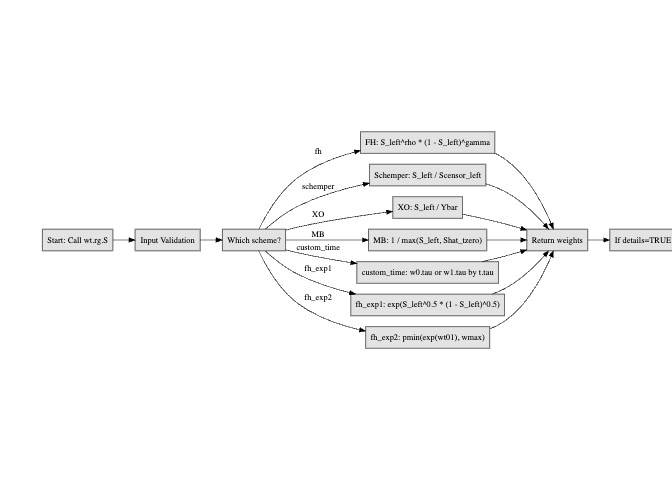 Start: Call wt.rg.S
Input Validation
Which scheme?
fh
schemper
XO
MB
custom_time
fh_exp1
fh_exp2
FH: S_left^rho * (1 - S_left)^gamma
Schemper: S_left / Scensor_left
XO: S_left / Ybar
MB: 1 / max(S_left, Shat_tzero)
custom_time: w0.tau or w1.tau by t.tau
fh_exp1: exp(S_left^0.5 * (1 - S_left)^0.5)
fh_exp2: pmin(exp(wt01), wmax)
Return weights
If details=TRUE